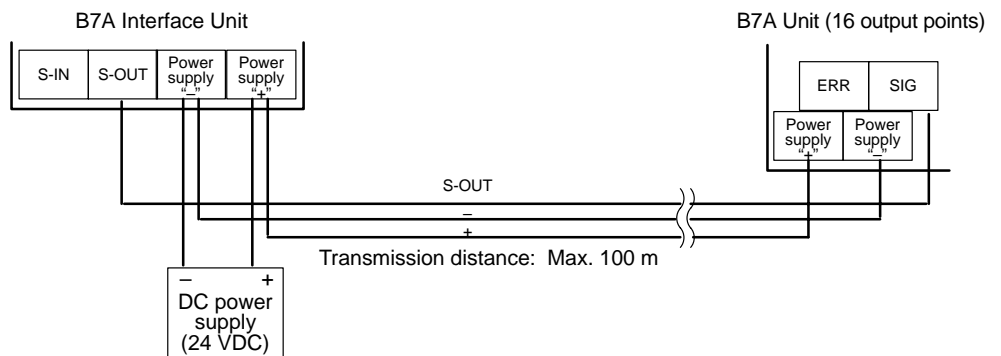 B7A Interface Unit
B7A Unit (16 output points)
S-IN
S-OUT
Power
supply
“–”
Power
supply
“+”
ERR
SIG
Power
supply
“+”
Power
supply
“–”
S-OUT
–
+
Transmission distance: Max. 100 m
– +
DC power
supply
(24 VDC)